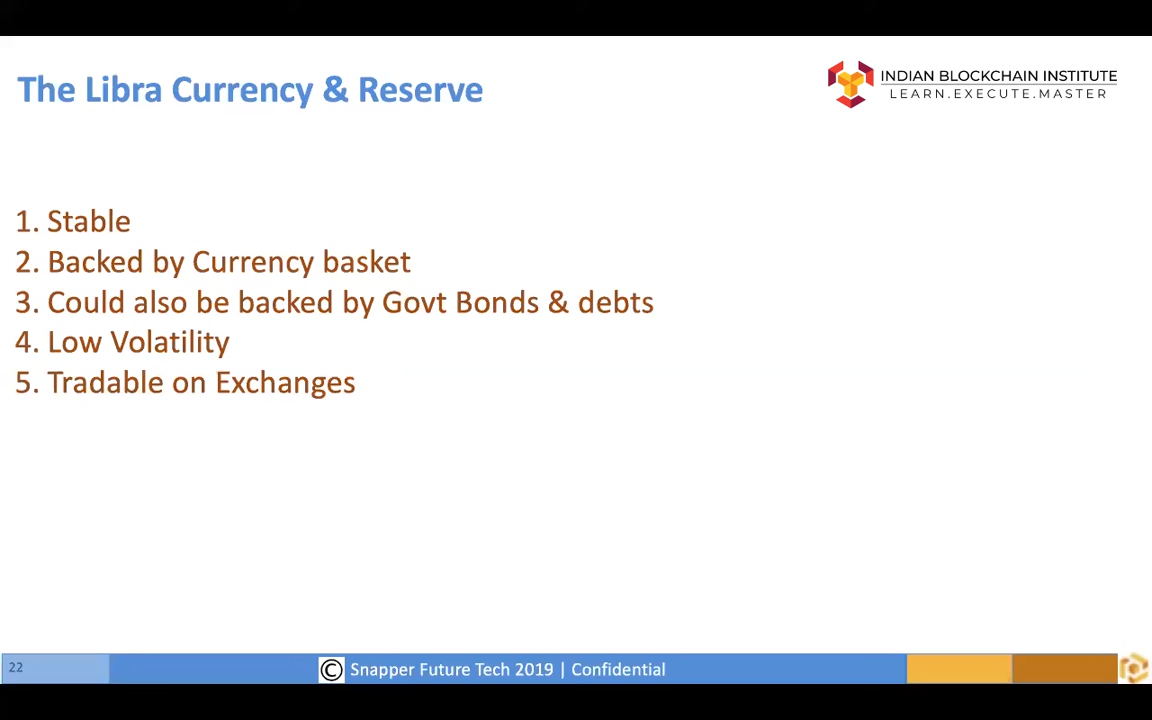 The Libra Currency & Reserve
INDIAN BLOCKCHAIN INSTITUTE
LEARN.EXECUTE.MASTER
1. Stable
2. Backed by Currency basket
3. Could also be backed by Govt Bonds & debts
4. Low Volatility
5. Tradable on Exchanges
22
© Snapper Future Tech 2019 | Confidential